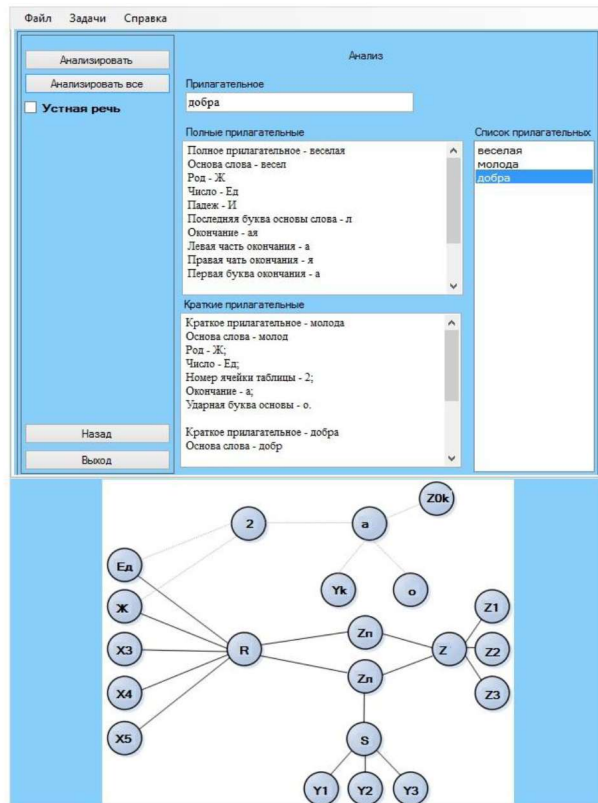 Файл Задачи Справка
Анализировать
Анализировать все
Устная речь
Назад
Выход
Анализ
Прилагательное
добра
Полные прилагательные
Полное прилагательное - веселая
Основа слова - весел
Род - Ж
Число - Ед
Падеж - И
Последняя буква основы слова - л
Окончание - ая
Левая часть окончания - а
Правая чать окончания - я
Первая буква окончания - а
Краткие прилагательные
Краткое прилагательное - молода
Основа слова - молод
Род - Ж;
Число - Ед;
Номер ячейки таблицы - 2;
Окончание - а;
Ударная буква основы - о.
Краткое прилагательное - добра
Основа слова - добр
Список прилагательных
веселая
молода
добра
Z0k
2
а
Ед
Yk
о
Ж
Z1
Zп
X3
R
Z
Z2
Zл
X4
Z3
X5
S
Y1
Y2
Y3